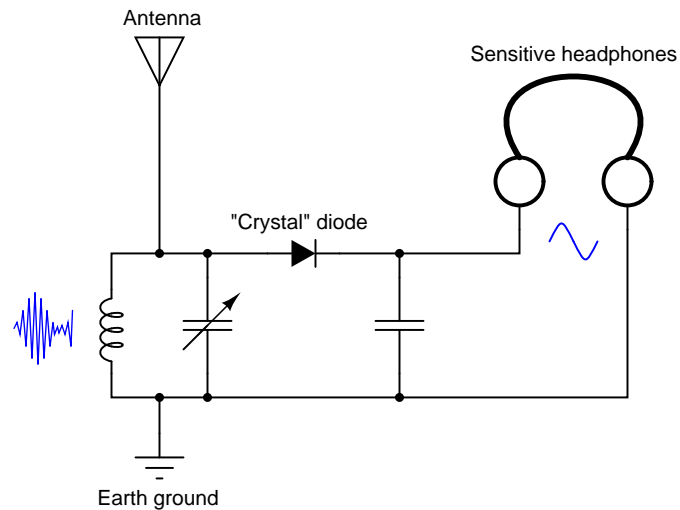 Antenna
Sensitive headphones
"Crystal" diode
Earth ground